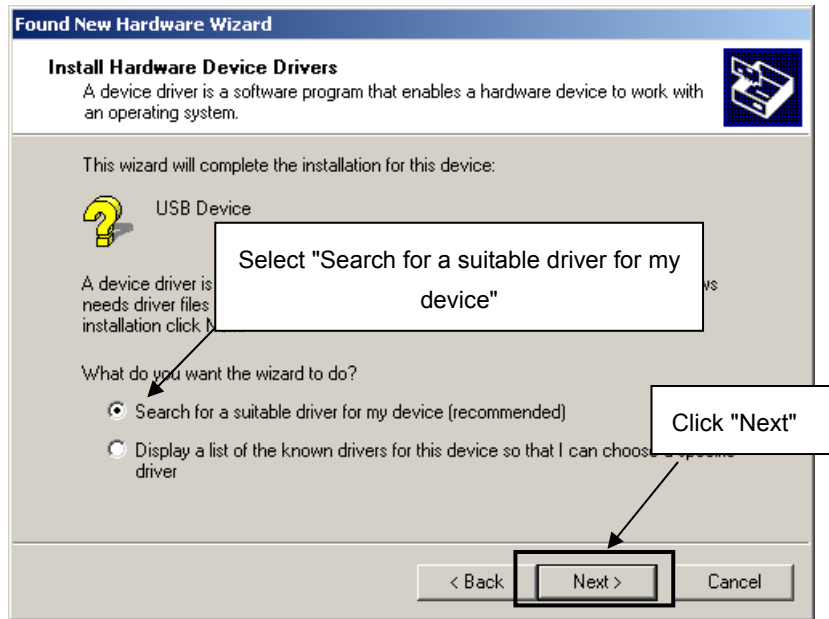 Found New Hardware Wizard
Install Hardware Device Drivers
A device driver is a software program that enables a hardware device to work with
an operating system.
This wizard will complete the installation for this device:
USB Device
Select "Search for a suitable driver for my
device"
A device driver is
needs driver files
installation click
What do you want the wizard to do?
Search for a suitable driver for my device (recommended)
Click "Next"
Display a list of the known drivers for this device so that I can choose a
driver
< Back
Next >
Cancel